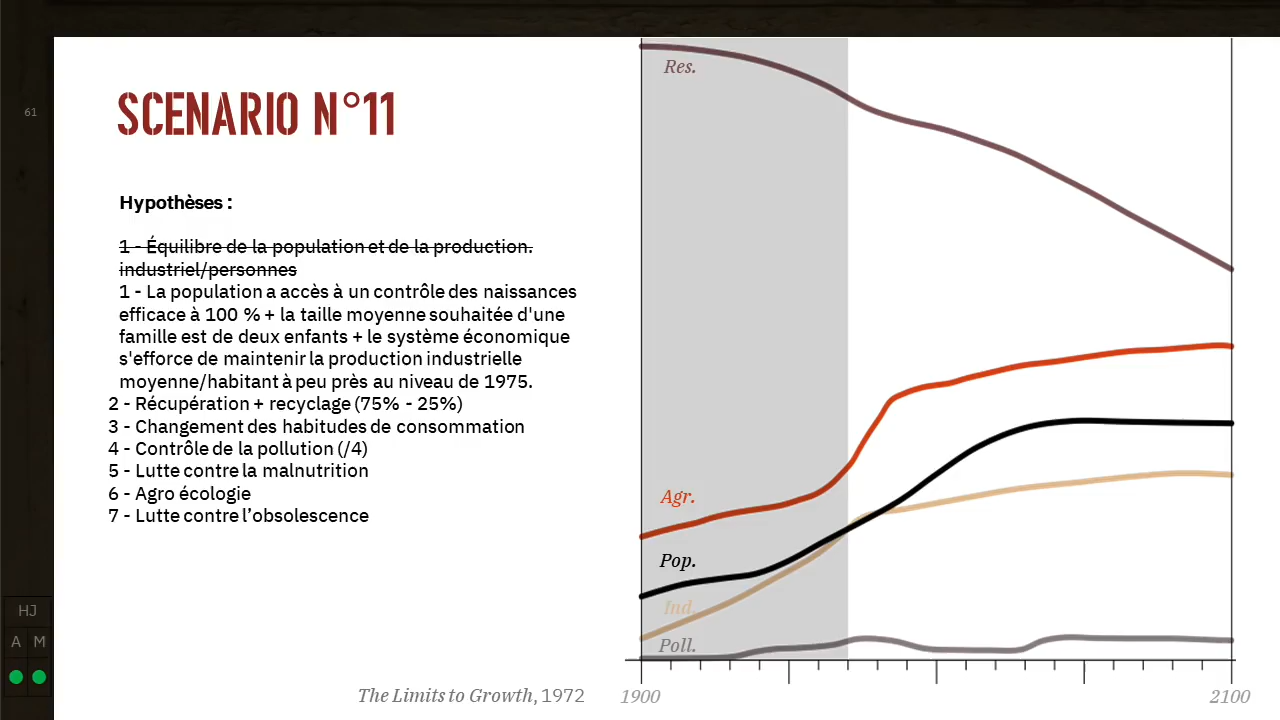 61
SCENARIO N°11
Hypothèses :
1 - Équilibre de la population et de la production.
industriel/personnes
1 - La population a accès à un contrôle des naissances
efficace à 100 % + la taille moyenne souhaitée d'une
famille est de deux enfants + le système économique
s'efforce de maintenir la production industrielle
moyenne/habitant à peu près au niveau de 1975.
2 - Récupération + recyclage (75% - 25%)
3 - Changement des habitudes de consommation
4 - Contrôle de la pollution (/4)
5 - Lutte contre la malnutrition
6 - Agro écologie
7 - Lutte contre l’obsolescence
The Limits to Growth, 1972
HJ
A M
Res.
Agr.
Pop.
Ind.
Poll.
1900 2100